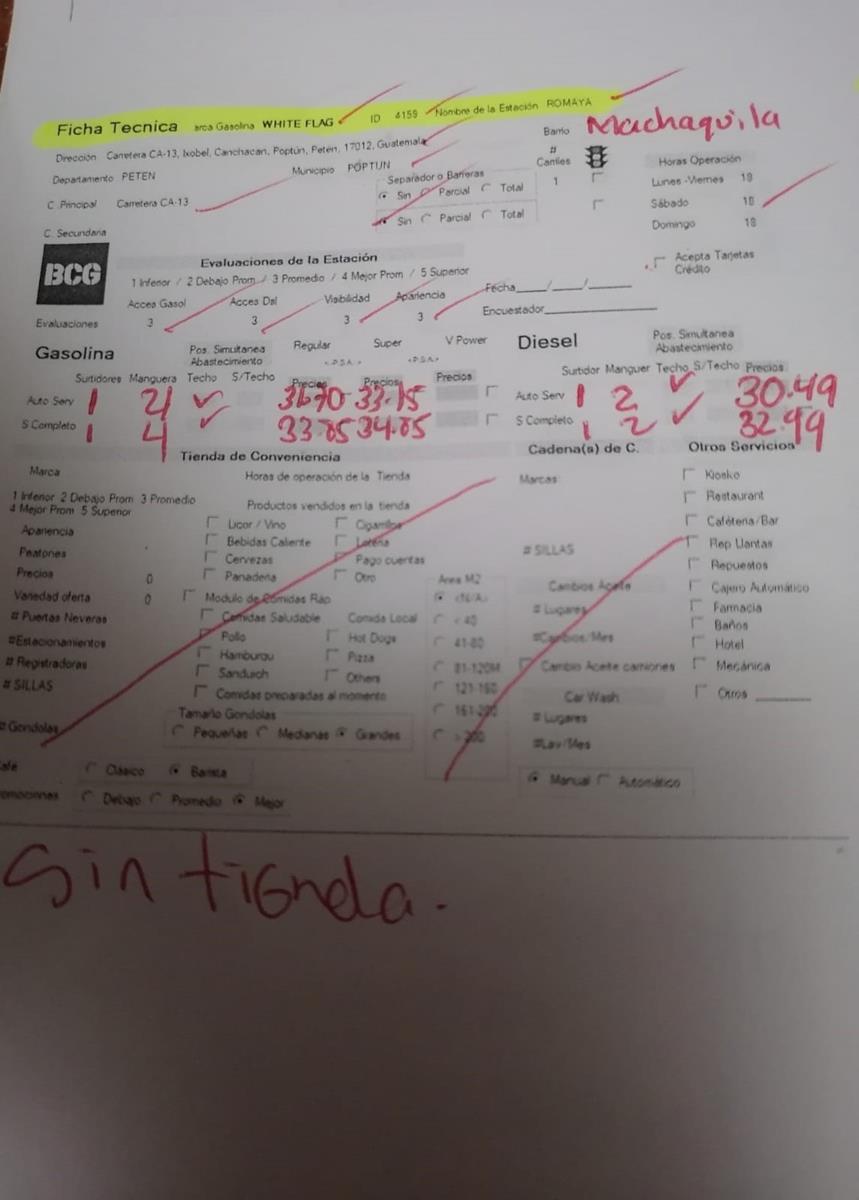 Ficha Tecnica arca Gasolina WHITE FLAG ID 4159 Nombre de la Estación ROMAYA
Dirección Carretera CA-13, Ixobel, Canchacan, Poptún, Petén, 17012, Guatemala
Barrio Machaquila
Departamento PETEN Municipio POPTUN
# Carriles
Horas Operación
Separador o Barreras
C .Principal Carretera CA-13 Sin Parcial Total 1 Lunes -Viernes 18
Sin Parcial Total Sábado 18
C. Secundaria Domingo 18
BCG
Evaluaciones de la Estación
Acepta Tarjetas Crédito
1 Inferior / 2 Debajo Prom / 3 Promedio / 4 Mejor Prom / 5 Superior
Fecha___/___/___
Acces Gasol Acces Dsl Visibilidad Apariencia
Encuestador
Evaluaciones 3 3 3 3
Gasolina Pos. Simultanea Abastecimiento Regular Super V Power
Diesel Pos. Simultanea Abastecimiento
Surtidores Manguera Techo S/Techo Precios Precios Precios
Surtidor Manguer Techo S/Techo Precios
Auto Serv 1 33.15
Auto Serv 1 2 ✓ 30.49
S Completo 1 4 ✓ 33.85 34.85
S Completo 1 2 ✓ 32.99
Tienda de Conveniencia
Cadena(s) de C. Otros Servicios
Marca Horas de operación de la Tienda
Marcas
1 Inferior 2 Debajo Prom 3 Promedio
4 Mejor Prom 5 Superior
Productos vendidos en la tienda
Apariencia
Peatones
Precios 0
Variedad oferta 0
# Puertas Neveras
#Estacionamientos
# Registradoras
# SILLAS
# Gondolas
Licor / Vino Cigarrillos
Bebidas Caliente Loteria
Cervezas Pago cuentas
Panaderia Otro
Modulo de Comidas Rap
Comidas Saludable Comida Local
Pollo Hot Dogs
Hamburgu Pizza
Sanduich Others
Comidas preparadas al momento
Tamaño Gondolas
Pequeñas Medianas Grandes
Area M2
<N/A>
< 40
41-80
81-120M
121-160
161-200
> 200
# SILLAS
Cambios Aceite
# Lugares
#Cambios/Mes
Cambio Aceite camiones
Car Wash
# Lugares
#Lav/Mes
Manual Automático
Kiosko
Restaurant
Cafétería/Bar
Rep Llantas
Repuestos
Cajero Automático
Farmacia
Baños
Hotel
Mecánica
Otros
afé Clásico Barista
omociones Debajo Promedio Mejor
Sin tienda.